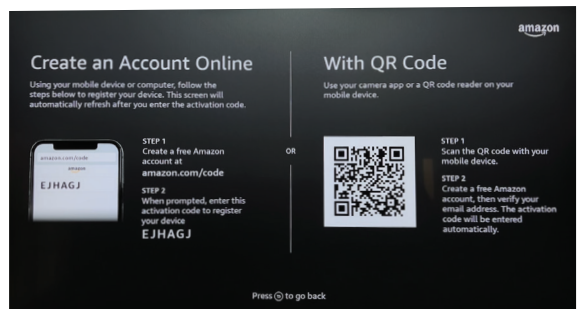 amazon
Create an Account Online
Using your mobile device or computer, follow the
steps below to register your device. This screen will
automatically refresh after you enter the activation code.
amazon.com/code
amazon
EJHAGJ
STEP 1
Create a free Amazon
account at
amazon.com/code
STEP 2
When prompted, enter this
activation code to register
your device
EJHAGJ
OR
With QR Code
Use your camera app or a QR code reader on your
mobile device.
STEP 1
Scan the QR code with your
mobile device.
STEP 2
Create a free Amazon
account, then verify your
email address. The activation
code will be entered
automatically.
Press to go back